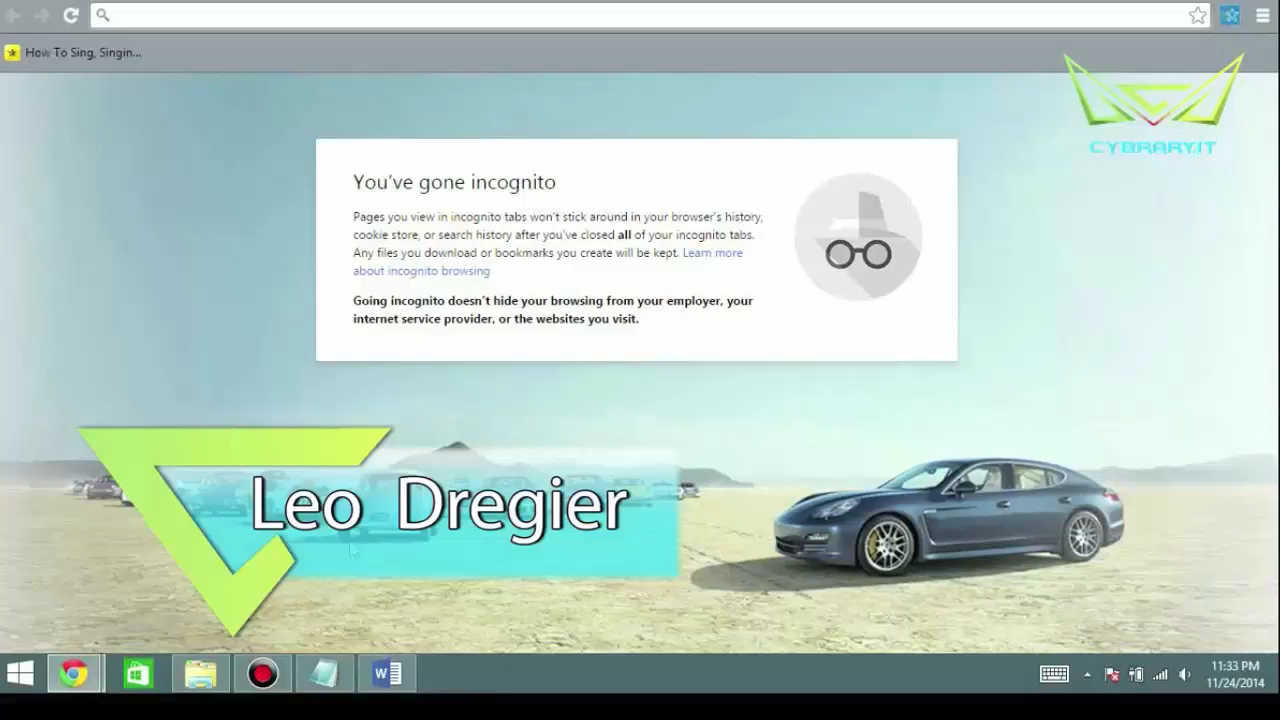 How To Sing, Singin...
CYBRARY.IT
You've gone incognito
Pages you view in incognito tabs won't stick around in your browser's history,
cookie store, or search history after you've closed all of your incognito tabs.
Any files you download or bookmarks you create will be kept. Learn more
about incognito browsing
Going incognito doesn't hide your browsing from your employer, your
internet service provider, or the websites you visit.
Leo Dregier
11:33 PM
11/24/2014